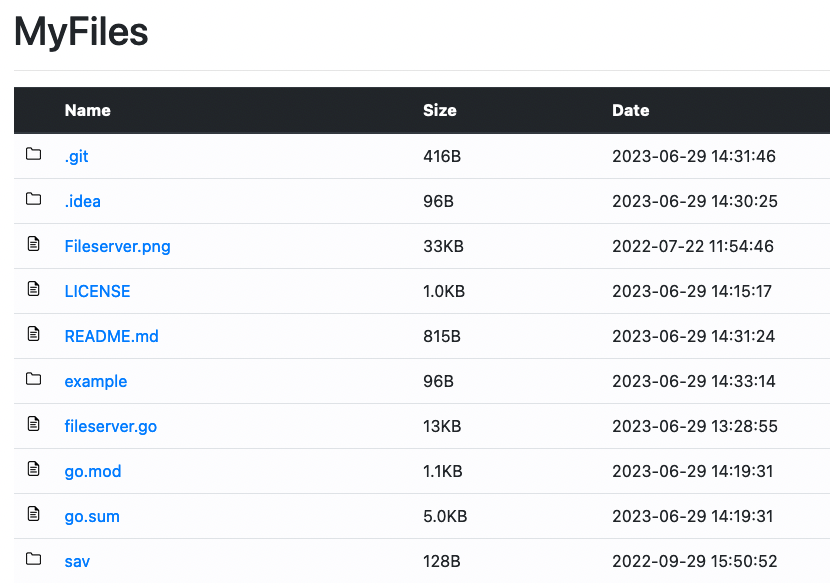 MyFiles
Name Size Date
.git 416B 2023-06-29 14:31:46
.idea 96B 2023-06-29 14:30:25
Fileserver.png 33KB 2022-07-22 11:54:46
LICENSE 1.0KB 2023-06-29 14:15:17
README.md 815B 2023-06-29 14:31:24
example 96B 2023-06-29 14:33:14
fileserver.go 13KB 2023-06-29 13:28:55
go.mod 1.1KB 2023-06-29 14:19:31
go.sum 5.0KB 2023-06-29 14:19:31
sav 128B 2022-09-29 15:50:52